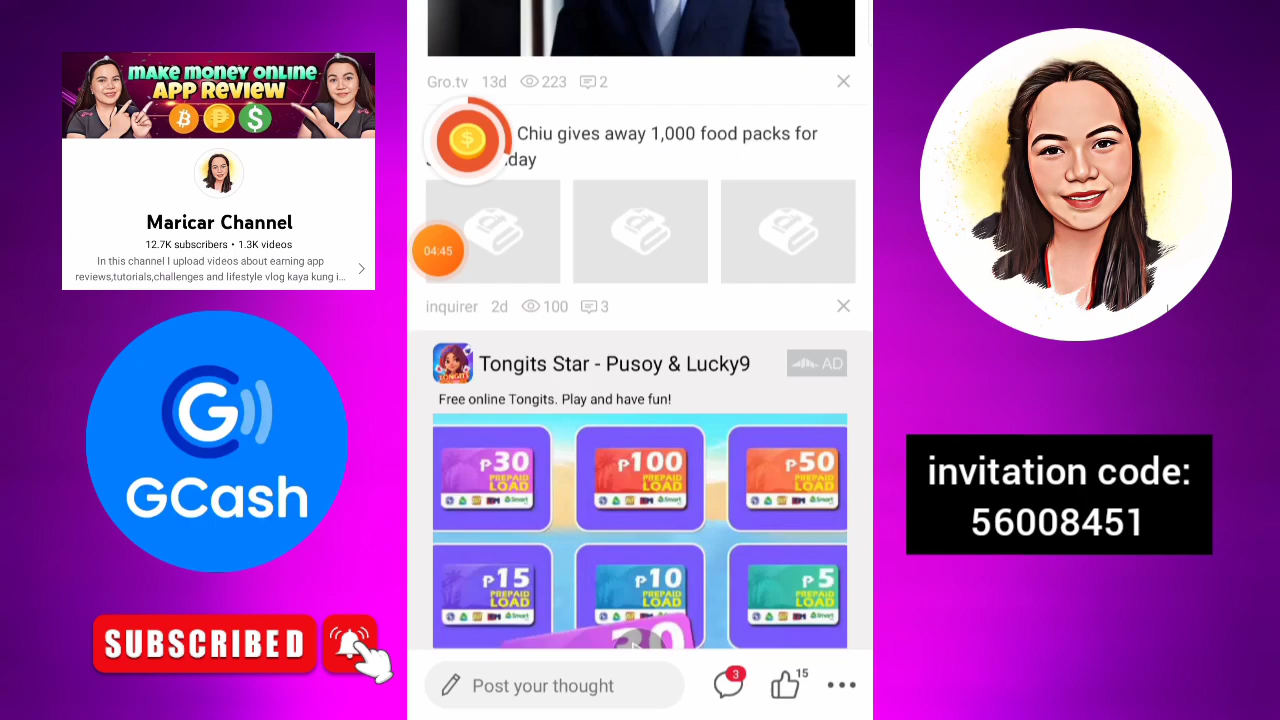 MAKE MONEY ONLINE
APP REVIEW
Maricar Channel
12.7K subscribers • 1.3K videos
In this channel I upload videos about earning app
reviews,tutorials,challenges and lifestyle vlog kaya kung i...
GCash
SUBSCRIBED
Gro.tv 13d 223 2
Chiu gives away 1,000 food packs for
day
04:45
inquirer 2d 100 3
Tongits Star - Pusoy & Lucky9
AD
Free online Tongits. Play and have fun!
₱30 PREPAID LOAD
₱100 PREPAID LOAD
₱50 PREPAID LOAD
₱15 PREPAID LOAD
₱10 PREPAID LOAD
₱5 PREPAID LOAD
Post your thought
3
15
invitation code:
56008451